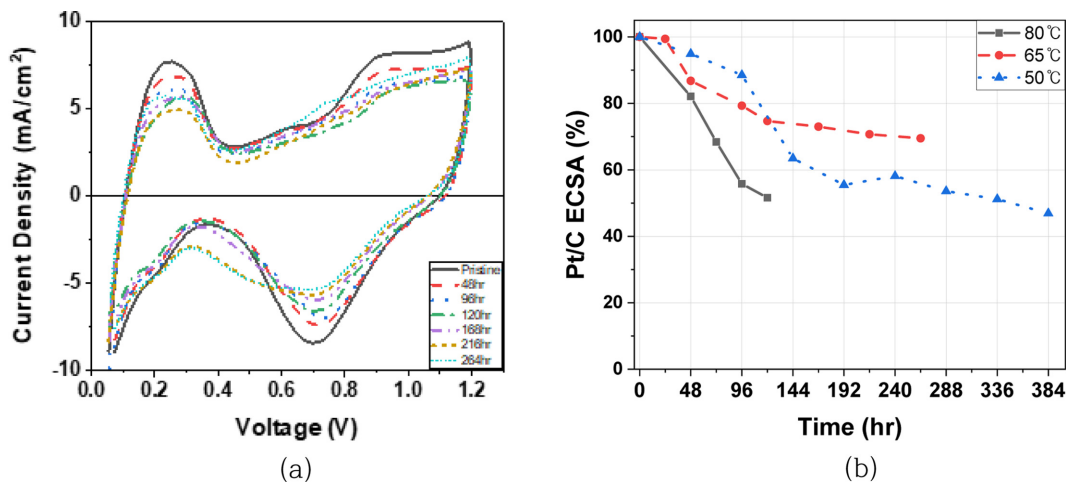 10
5
0
-5
-10
Current Density (mA/cm²)
0.0 0.2 0.4 0.6 0.8 1.0 1.2
Voltage (V)
Pristine
48hr
96hr
120hr
168hr
216hr
264hr
(a)
100
80
60
40
20
0
Pt/C ECSA (%)
0 48 96 144 192 240 288 336 384
Time (hr)
80℃
65℃
50℃
(b)